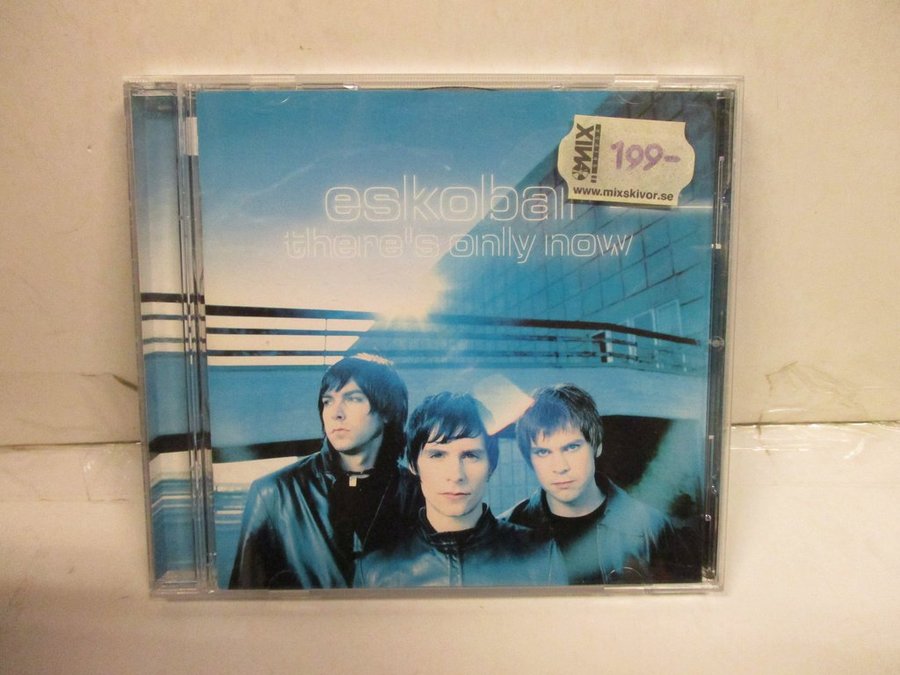 eskobar
there's only now
MIX
199-
www.mixskivor.se